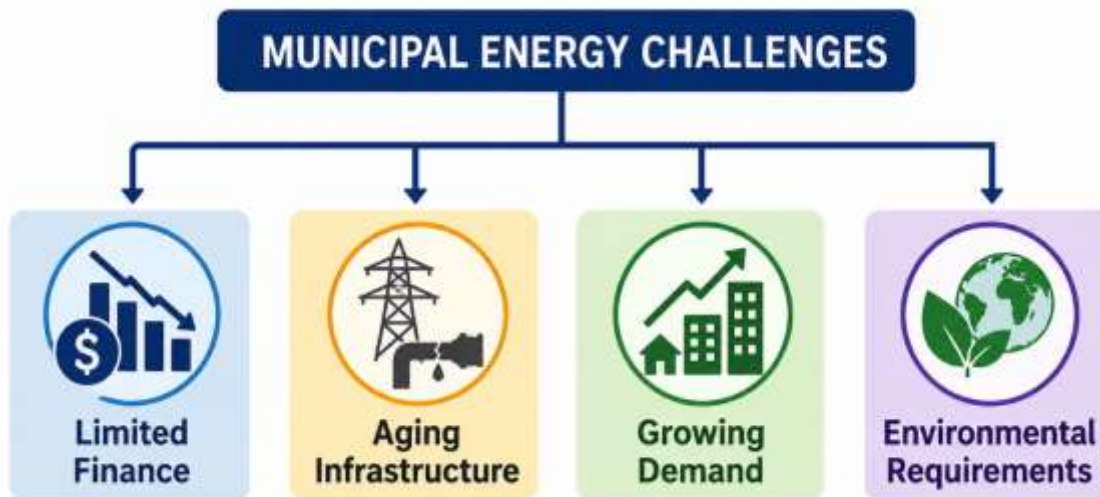 MUNICIPAL ENERGY CHALLENGES
$
Limited
Finance
Aging
Infrastructure
Growing
Demand
Environmental
Requirements